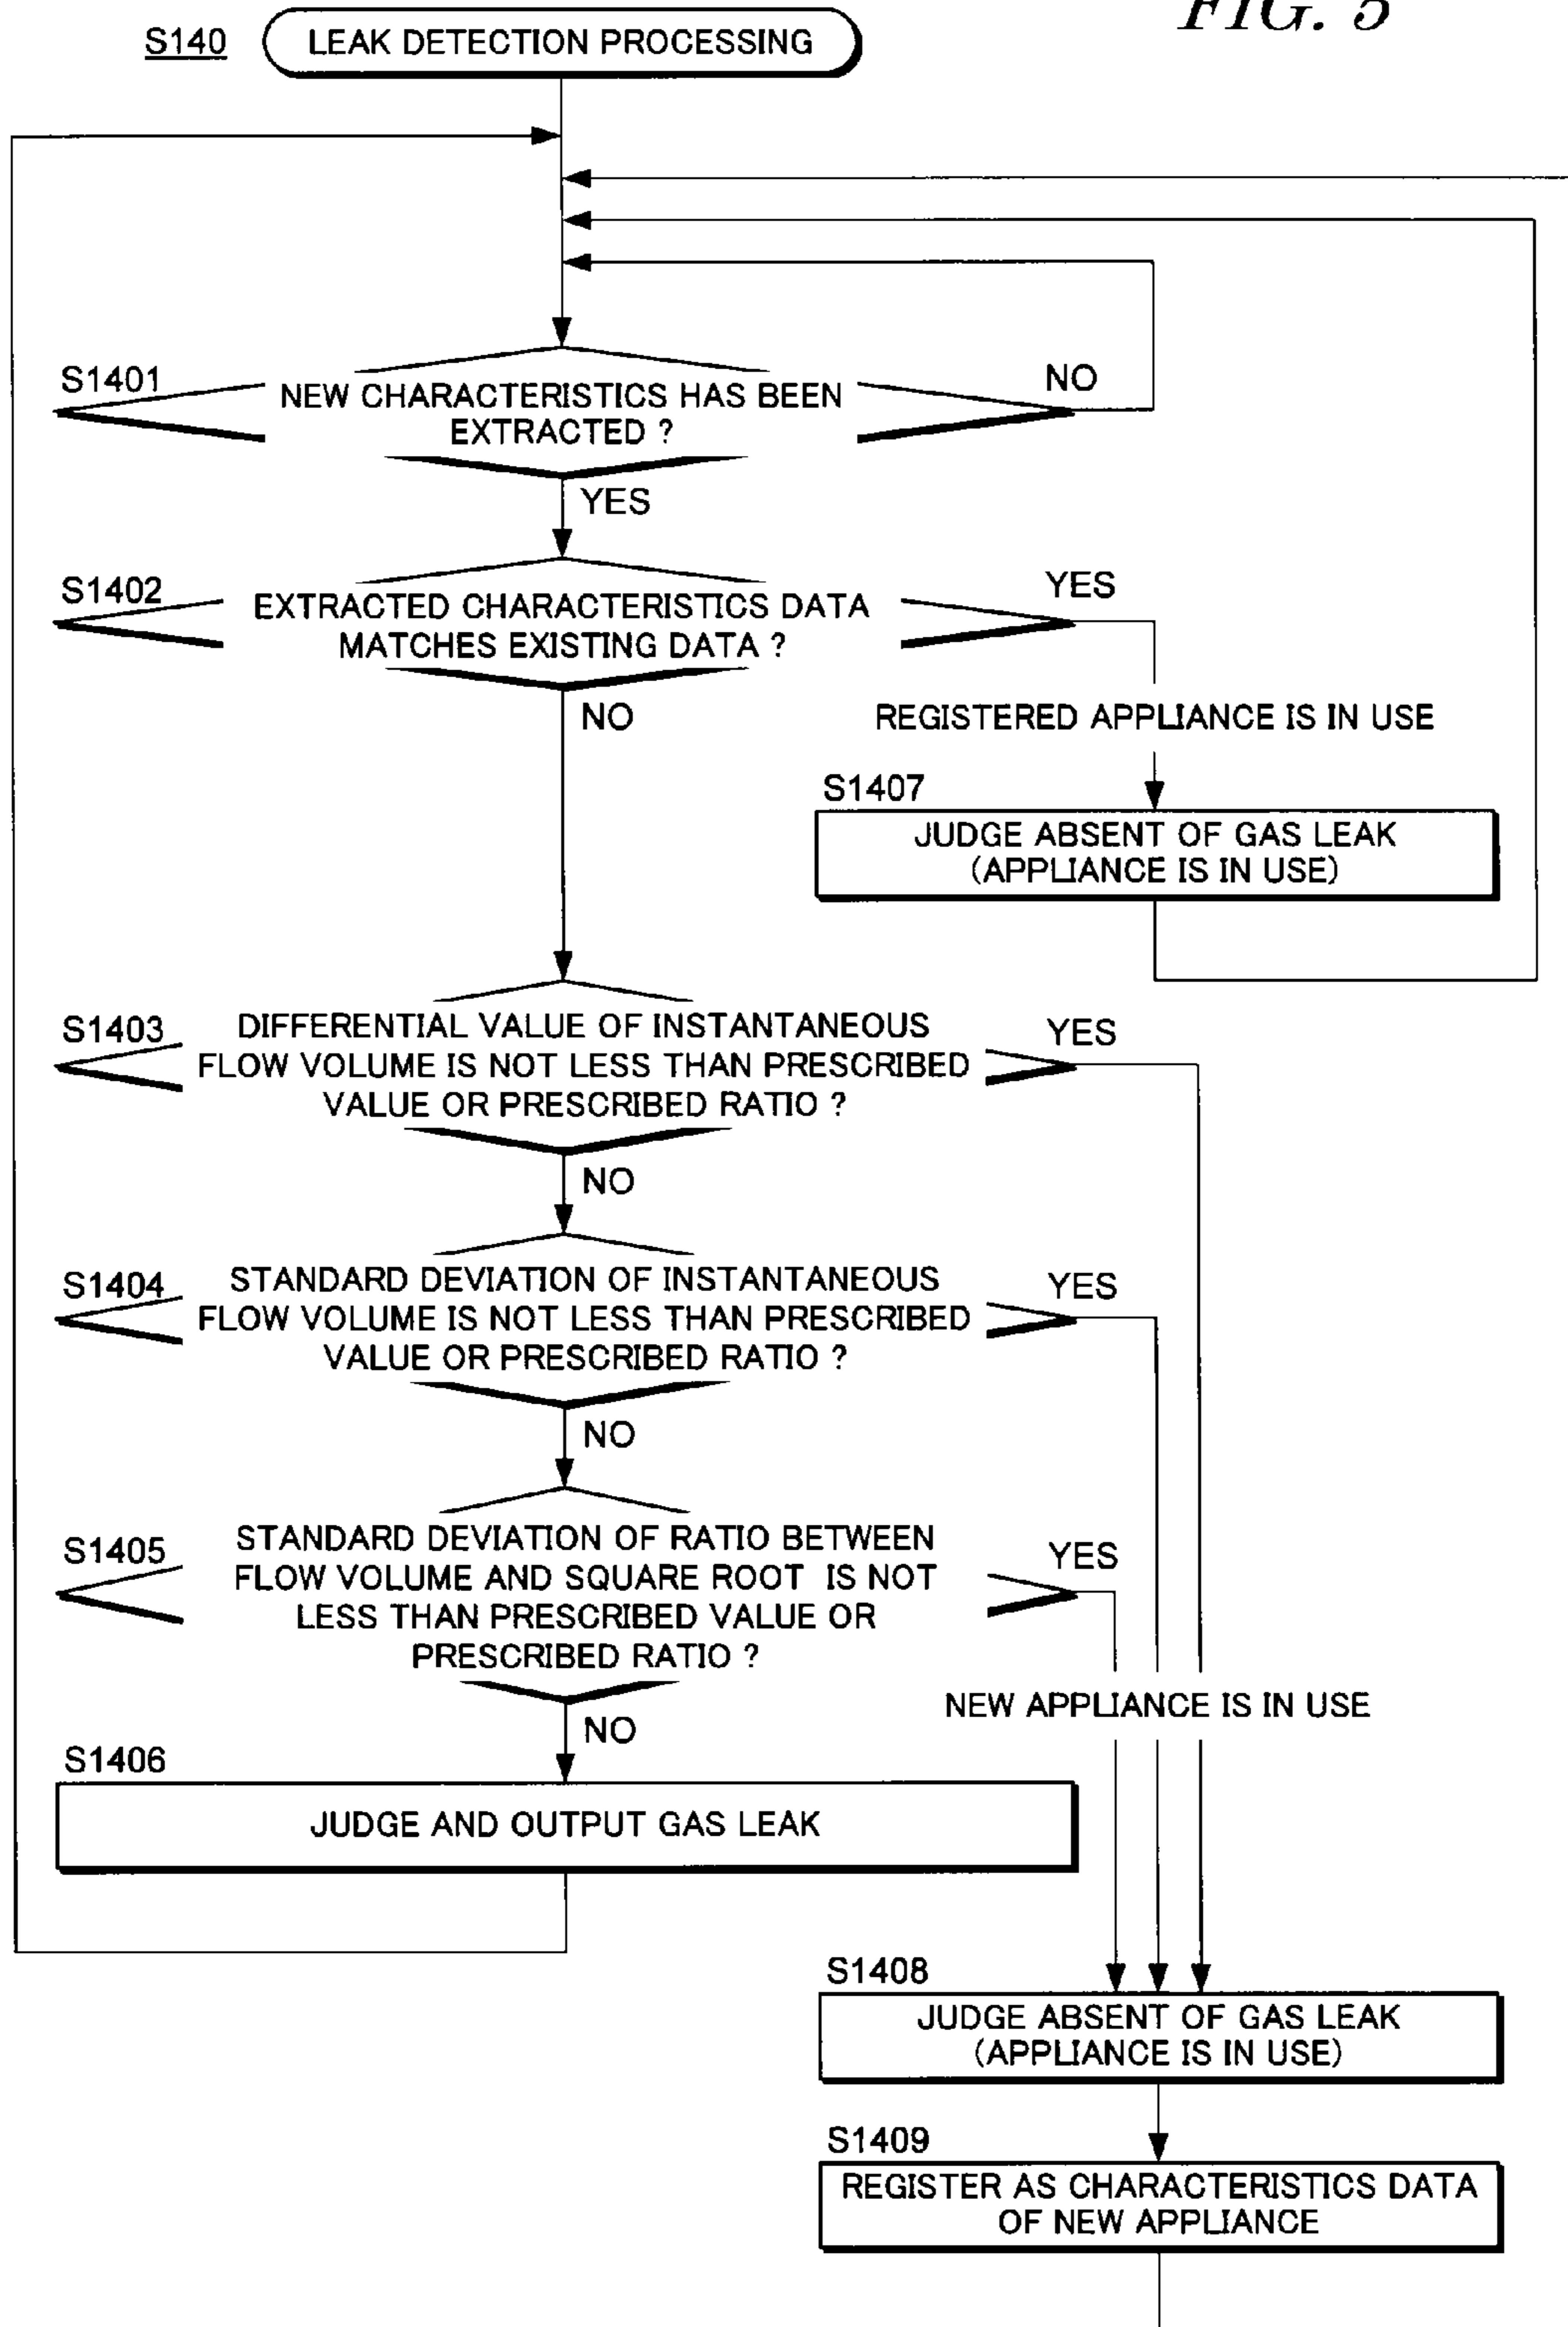 FIG. 5
S140
LEAK DETECTION PROCESSING
S1401
NEW CHARACTERISTICS HAS BEEN
EXTRACTED ?
NO
YES
S1402
EXTRACTED CHARACTERISTICS DATA
MATCHES EXISTING DATA ?
YES
NO
REGISTERED APPLIANCE IS IN USE
S1407
JUDGE ABSENT OF GAS LEAK
(APPLIANCE IS IN USE)
S1403
DIFFERENTIAL VALUE OF INSTANTANEOUS
FLOW VOLUME IS NOT LESS THAN PRESCRIBED
VALUE OR PRESCRIBED RATIO ?
YES
NO
S1404
STANDARD DEVIATION OF INSTANTANEOUS
FLOW VOLUME IS NOT LESS THAN PRESCRIBED
VALUE OR PRESCRIBED RATIO ?
YES
NO
S1405
STANDARD DEVIATION OF RATIO BETWEEN
FLOW VOLUME AND SQUARE ROOT IS NOT
LESS THAN PRESCRIBED VALUE OR
PRESCRIBED RATIO ?
YES
NO
NEW APPLIANCE IS IN USE
S1406
JUDGE AND OUTPUT GAS LEAK
S1408
JUDGE ABSENT OF GAS LEAK
(APPLIANCE IS IN USE)
S1409
REGISTER AS CHARACTERISTICS DATA
OF NEW APPLIANCE